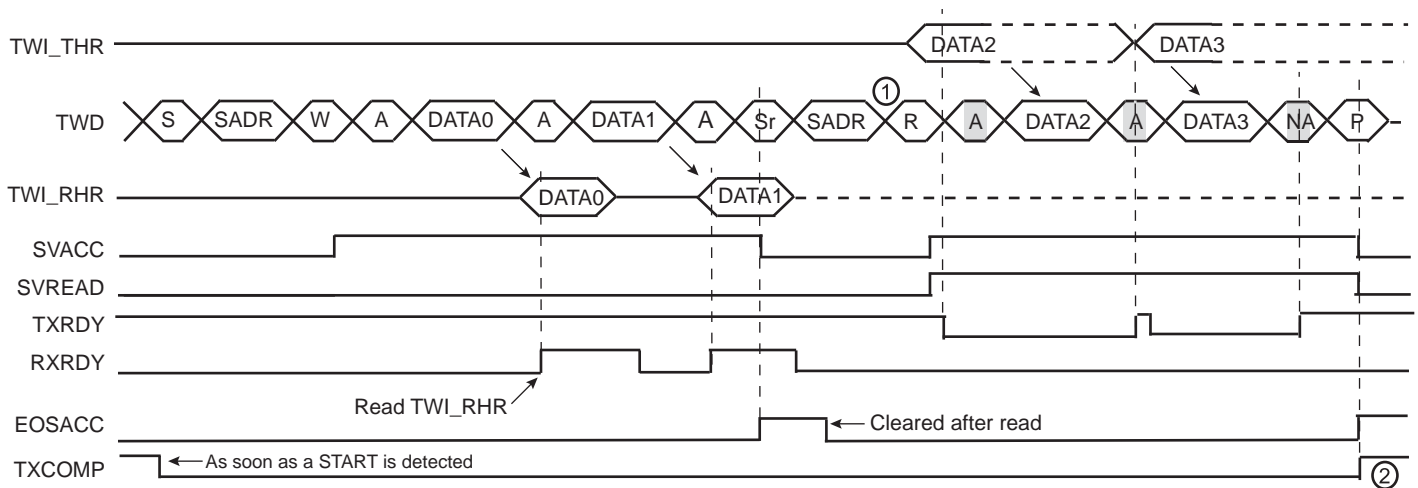 TWI_THR DATA2 DATA3
①
TWD S SADR W A DATA0 A DATA1 A Sr SADR R A DATA2 A DATA3 NA P
TWI_RHR DATA0 DATA1
SVACC
SVREAD
TXRDY
RXRDY
Read TWI_RHR
EOSACC Cleared after read
TXCOMP As soon as a START is detected ②